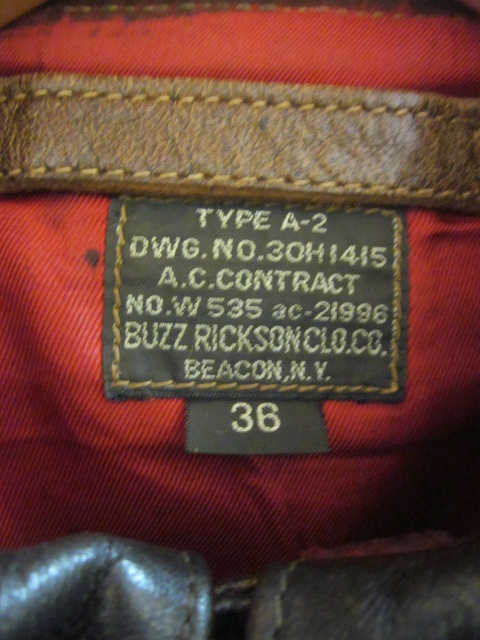 TYPE A-2
DWG.NO.30H1415
A.C.CONTRACT
NO.W 535 ac-21996
BUZZ RICKSON CLO.CO.
BEACON,N.Y.
36